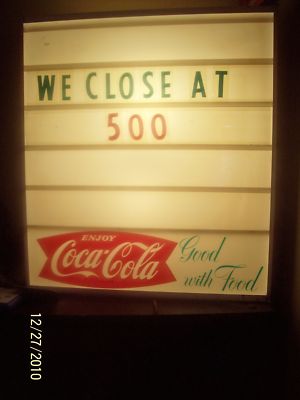 WE CLOSE AT
500
ENJOY
Coca-Cola
Good
with Food
12/27/2010